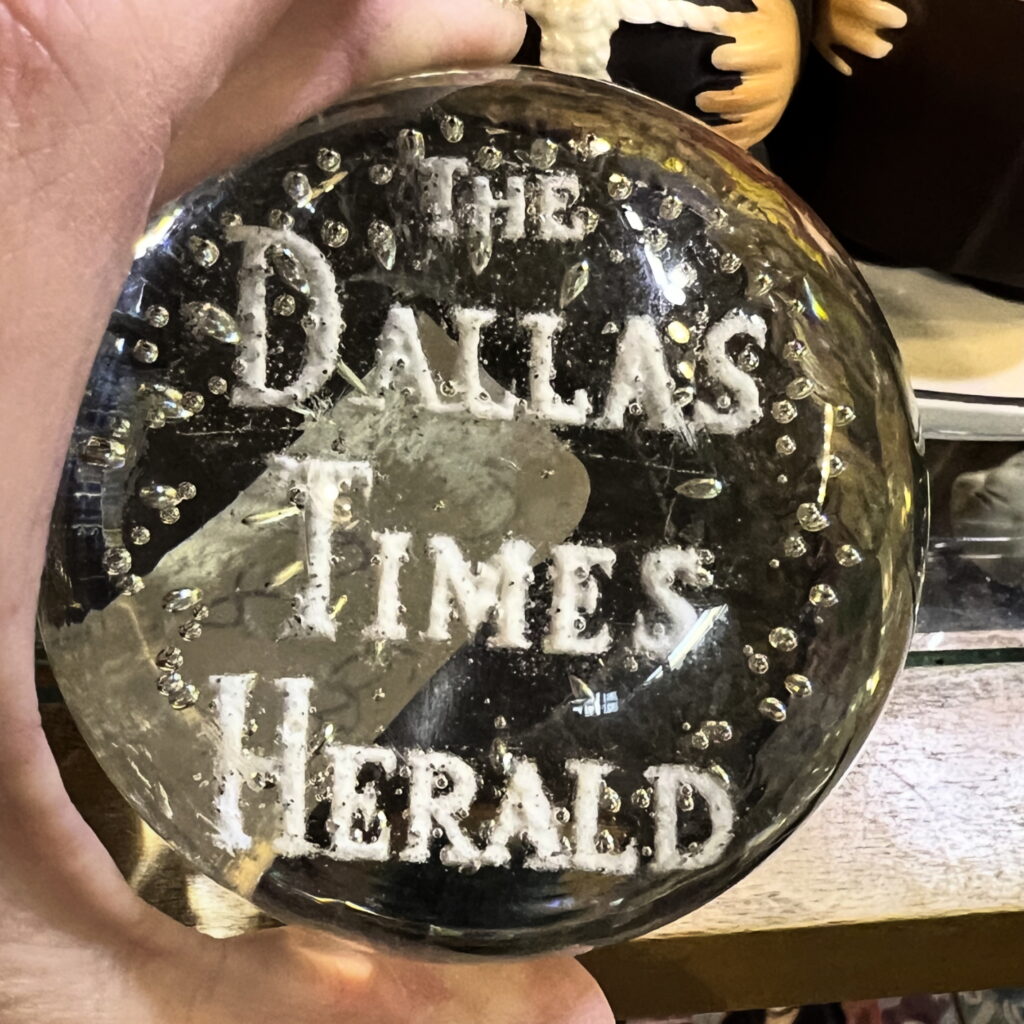 THE
DALLAS
TIMES
HERALD